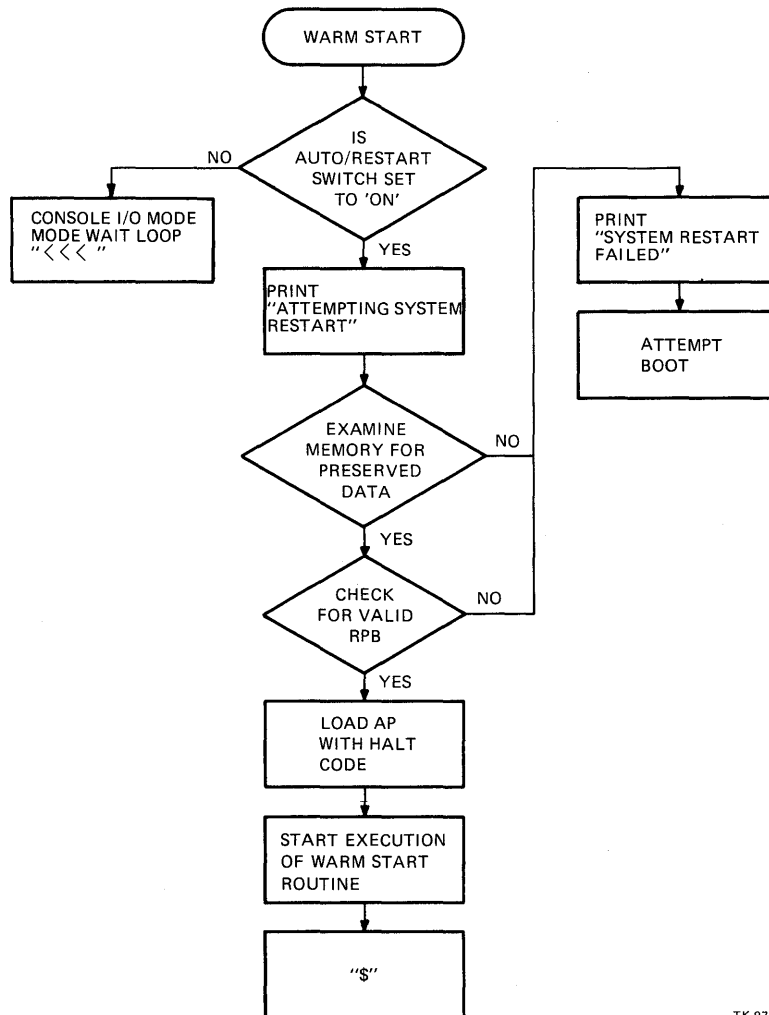 WARM START
IS
AUTO/RESTART
SWITCH SET
TO 'ON'
NO
YES
CONSOLE I/O MODE
MODE WAIT LOOP
"<<< "
PRINT
"ATTEMPTING SYSTEM
RESTART"
PRINT
"SYSTEM RESTART
FAILED"
ATTEMPT
BOOT
EXAMINE
MEMORY FOR
PRESERVED
DATA
NO
YES
CHECK
FOR VALID
RPB
NO
YES
LOAD AP
WITH HALT
CODE
START EXECUTION
OF WARM START
ROUTINE
"$"